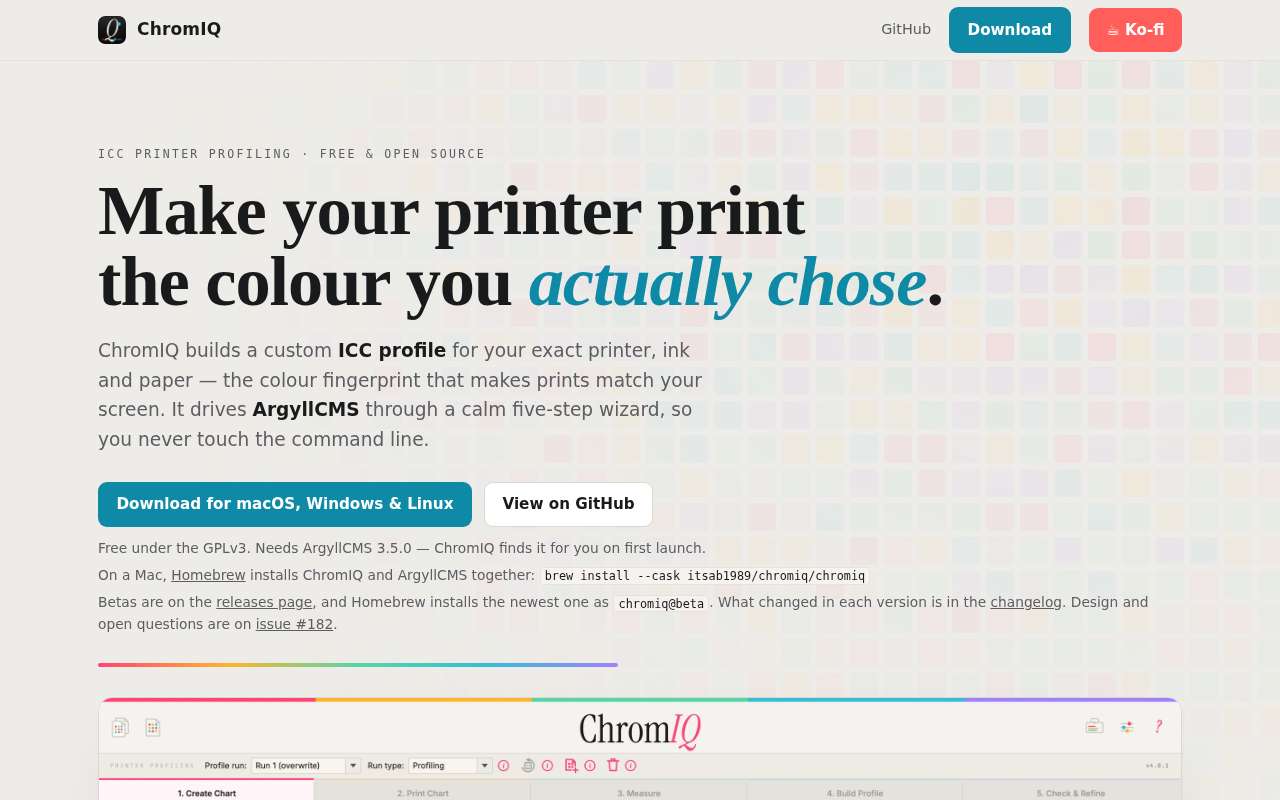 ChromIQ
GitHub
Download
☕ Ko-fi
ICC PRINTER PROFILING · FREE & OPEN SOURCE
Make your printer print
the colour you actually chose.
ChromIQ builds a custom ICC profile for your exact printer, ink
and paper — the colour fingerprint that makes prints match your
screen. It drives ArgyllCMS through a calm five-step wizard, so
you never touch the command line.
Download for macOS, Windows & Linux
View on GitHub
Free under the GPLv3. Needs ArgyllCMS 3.5.0 — ChromIQ finds it for you on first launch.
On a Mac, Homebrew installs ChromIQ and ArgyllCMS together: brew install --cask itsab1989/chromiq/chromiq
Betas are on the releases page, and Homebrew installs the newest one as chromiq@beta. What changed in each version is in the changelog. Design and
open questions are on issue #182.
ChromIQ
?
PRINTER PROFILING
Profile run:
Run 1 (overwrite)
Run type:
Profiling
v4.0.1
1. Create Chart
2. Print Chart
3. Measure
4. Build Profile
5. Check & Refine